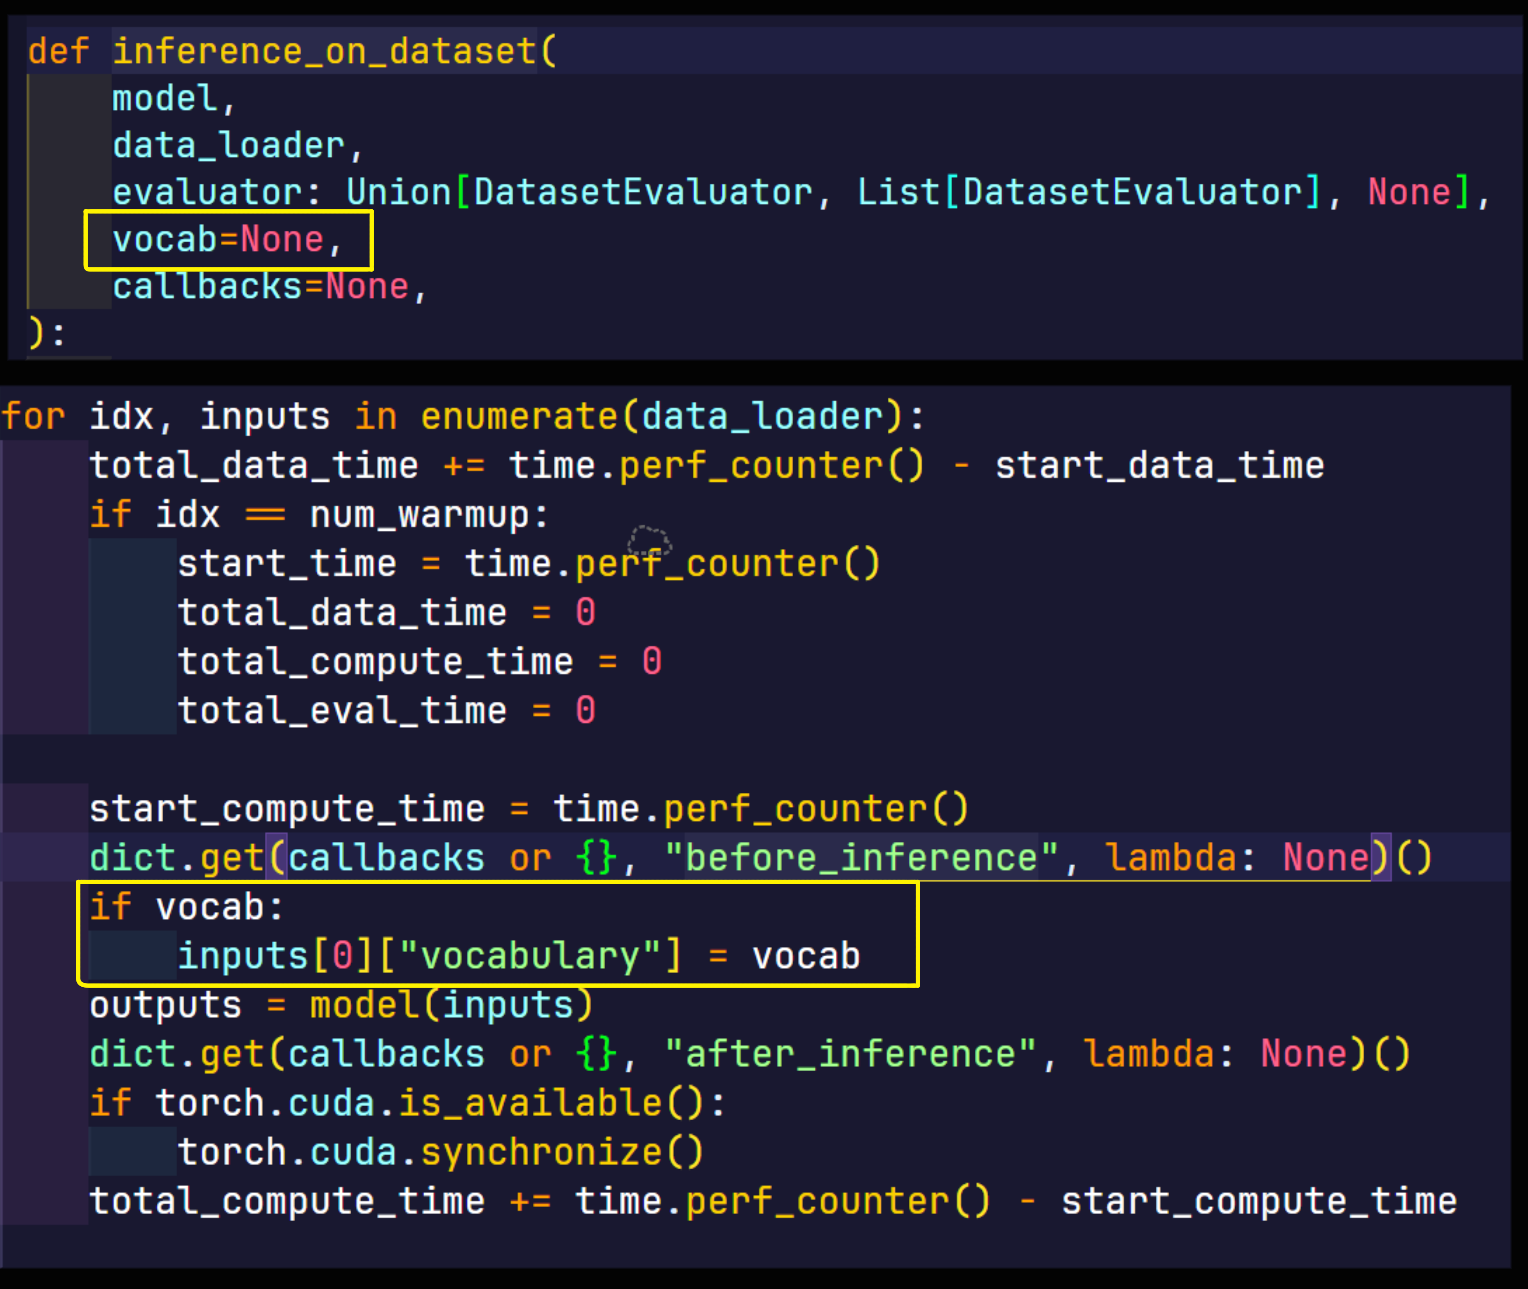 def inference_on_dataset(
    model,
    data_loader,
    evaluator: Union[DatasetEvaluator, List[DatasetEvaluator], None],
    vocab=None,
    callbacks=None,
):
for idx, inputs in enumerate(data_loader):
    total_data_time += time.perf_counter() - start_data_time
    if idx == num_warmup:
        start_time = time.perf_counter()
        total_data_time = 0
        total_compute_time = 0
        total_eval_time = 0
    start_compute_time = time.perf_counter()
    dict.get(callbacks or {}, "before_inference", lambda: None)()
    if vocab:
        inputs[0]["vocabulary"] = vocab
    outputs = model(inputs)
    dict.get(callbacks or {}, "after_inference", lambda: None)()
    if torch.cuda.is_available():
        torch.cuda.synchronize()
    total_compute_time += time.perf_counter() - start_compute_time